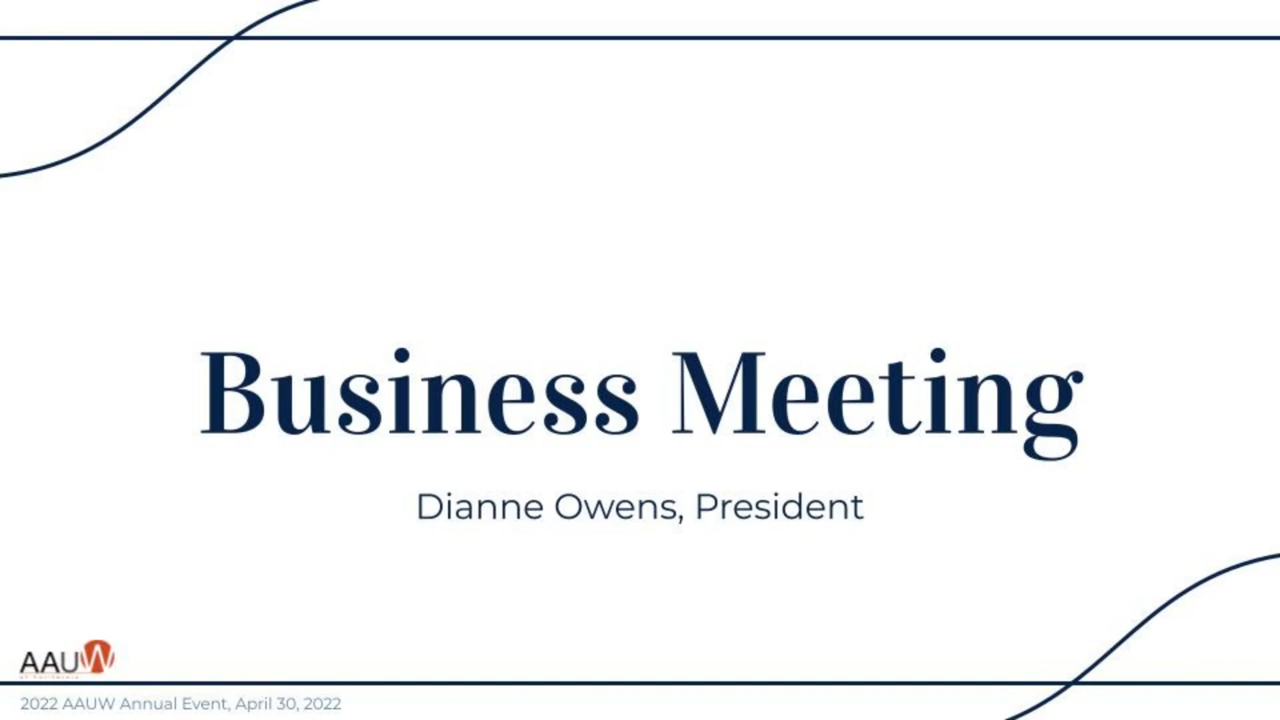 Business Meeting
Dianne Owens, President
AAUW
2022 AAUW Annual Event, April 30, 2022